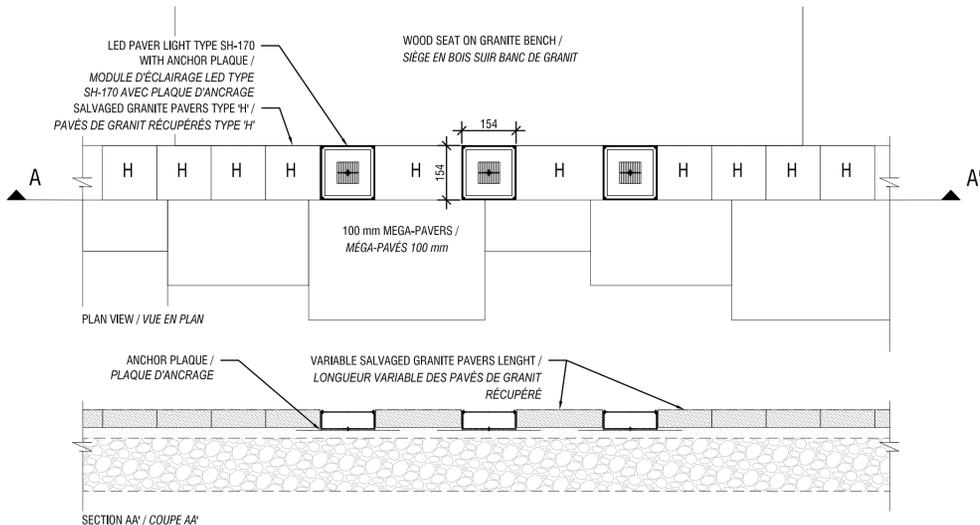 LED PAVER LIGHT TYPE SH-170
WITH ANCHOR PLAQUE /
MODULE D'ÉCLAIRAGE LED TYPE
SH-170 AVEC PLAQUE D'ANCRAGE
SALVAGED GRANITE PAVERS TYPE 'H' /
PAVÉS DE GRANIT RÉCUPÉRÉS TYPE 'H'
WOOD SEAT ON GRANITE BENCH /
SIÈGE EN BOIS SUIR BANC DE GRANIT
154
154
A
H H H H H H H H H H
A'
100 mm MEGA-PAVERS /
MÉGA-PAVÉS 100 mm
PLAN VIEW / VUE EN PLAN
ANCHOR PLAQUE /
PLAQUE D'ANCRAGE
VARIABLE SALVAGED GRANITE PAVERS LENGHT /
LONGUEUR VARIABLE DES PAVÉS DE GRANIT
RÉCUPÉRÉ
SECTION AA' / COUPE AA'